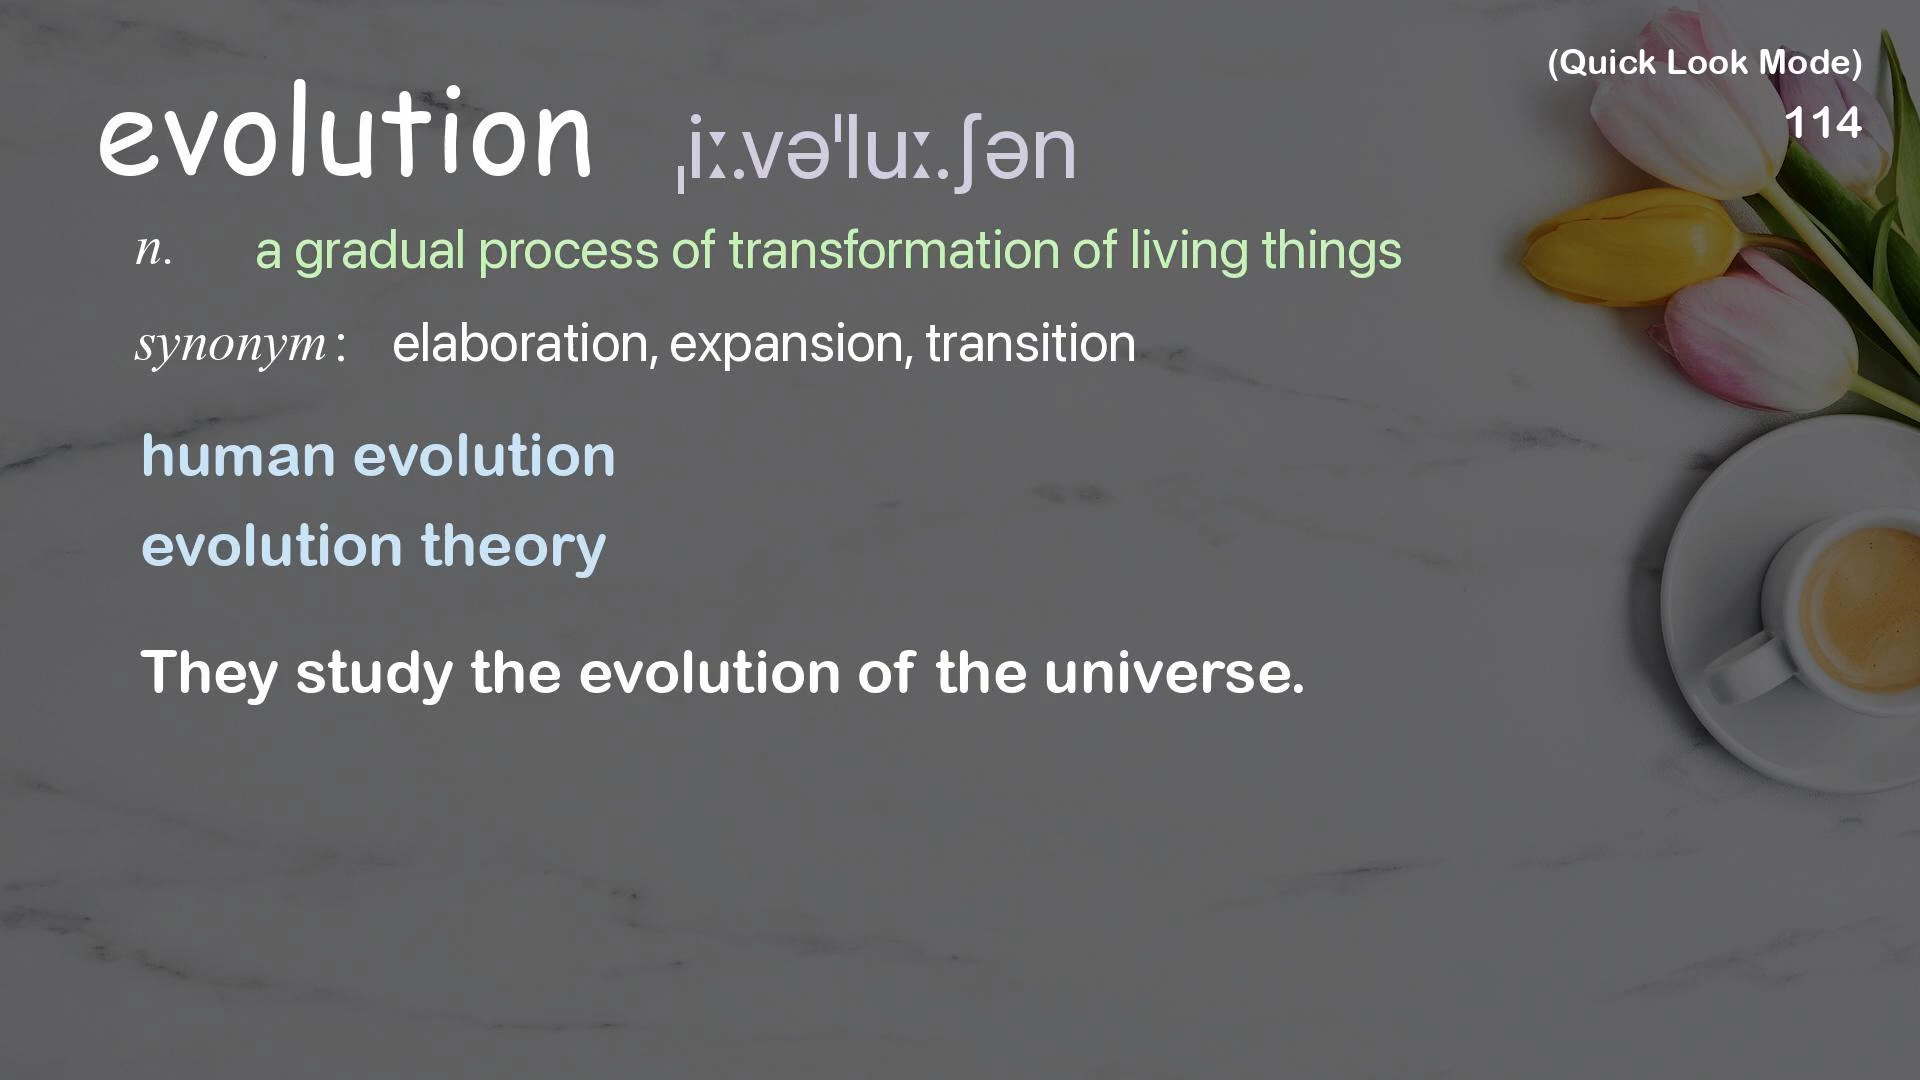 (Quick Look Mode)
114
evolution ˌiː.vəˈluː.ʃən
n. a gradual process of transformation of living things
synonym : elaboration, expansion, transition
human evolution
evolution theory
They study the evolution of the universe.